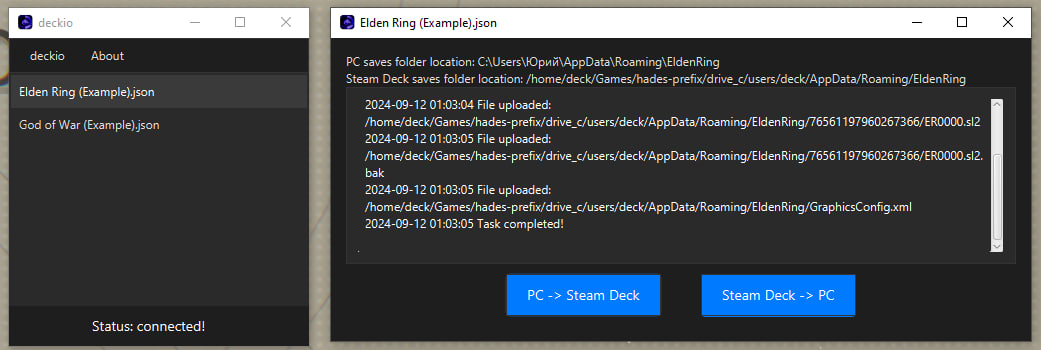 deckio
deckio About
Elden Ring (Example).json
God of War (Example).json
Status: connected!
Elden Ring (Example).json
PC saves folder location: C:\Users\Юрий\AppData\Roaming\EldenRing
Steam Deck saves folder location: /home/deck/Games/hades-prefix/drive_c/users/deck/AppData/Roaming/EldenRing
2024-09-12 01:03:04 File uploaded:
/home/deck/Games/hades-prefix/drive_c/users/deck/AppData/Roaming/EldenRing/76561197960267366/ER0000.sl2
2024-09-12 01:03:05 File uploaded:
/home/deck/Games/hades-prefix/drive_c/users/deck/AppData/Roaming/EldenRing/76561197960267366/ER0000.sl2.
bak
2024-09-12 01:03:05 File uploaded:
/home/deck/Games/hades-prefix/drive_c/users/deck/AppData/Roaming/EldenRing/GraphicsConfig.xml
2024-09-12 01:03:05 Task completed!
.
PC -> Steam Deck
Steam Deck -> PC